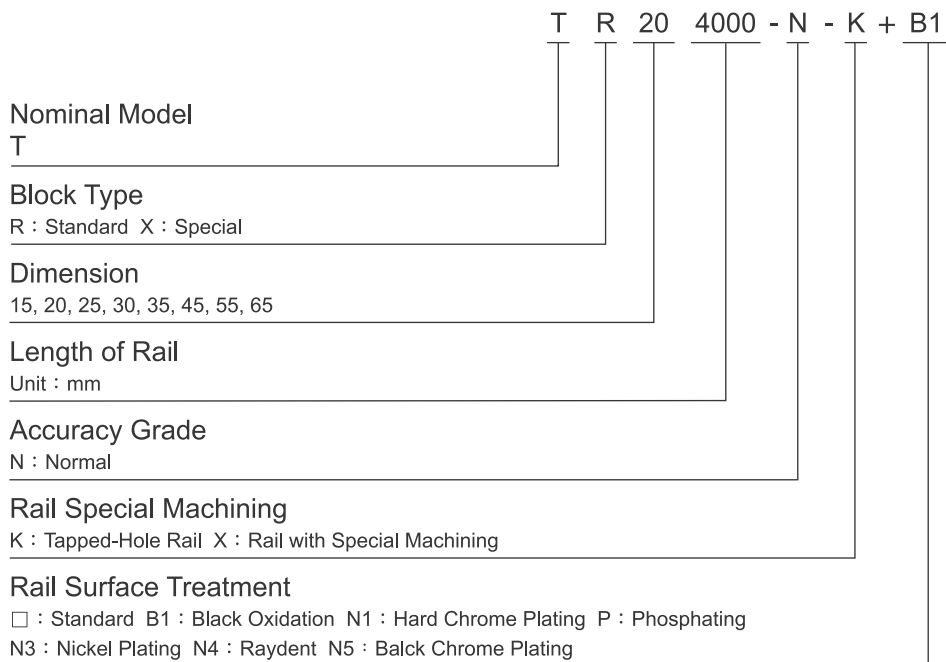 T R 20 4000 - N - K + B1
Nominal Model
T
Block Type
R : Standard X : Special
Dimension
15, 20, 25, 30, 35, 45, 55, 65
Length of Rail
Unit : mm
Accuracy Grade
N : Normal
Rail Special Machining
K : Tapped-Hole Rail X : Rail with Special Machining
Rail Surface Treatment
□ : Standard B1 : Black Oxidation N1 : Hard Chrome Plating P : Phosphating
N3 : Nickel Plating N4 : Raydent N5 : Balck Chrome Plating